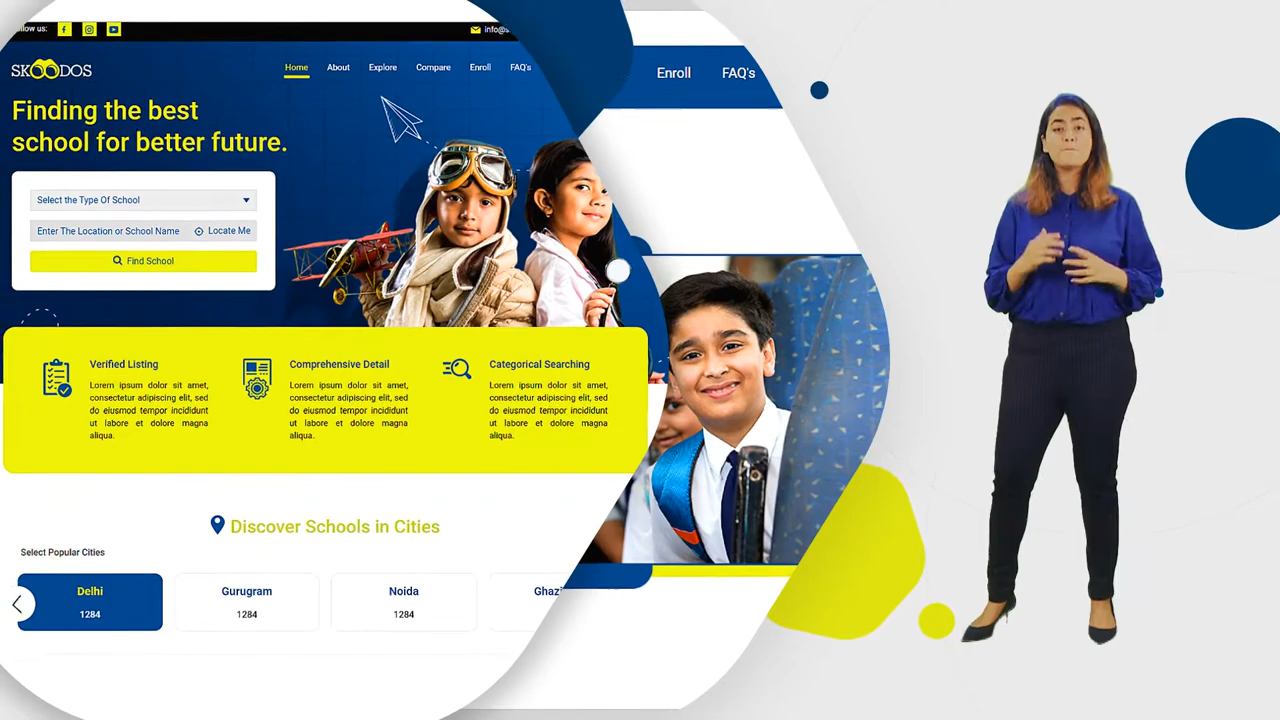 llow us:
info@s
SKOODOS
Home About Explore Compare Enroll FAQ's
Enroll FAQ's
Finding the best
school for better future.
Select the Type Of School
Enter The Location or School Name Locate Me
Find School
Verified Listing
Lorem ipsum dolor sit amet,
consectetur adipiscing elit, sed
do eiusmod tempor incididunt
ut labore et dolore magna
aliqua.
Comprehensive Detail
Lorem ipsum dolor sit amet,
consectetur adipiscing elit, sed
do eiusmod tempor incididunt
ut labore et dolore magna
aliqua.
Categorical Searching
Lorem ipsum dolor sit amet,
consectetur adipiscing elit, sed
do eiusmod tempor incididunt
ut labore et dolore magna
aliqua.
Discover Schools in Cities
Select Popular Cities
Delhi
1284
Gurugram
1284
Noida
1284
Ghazi